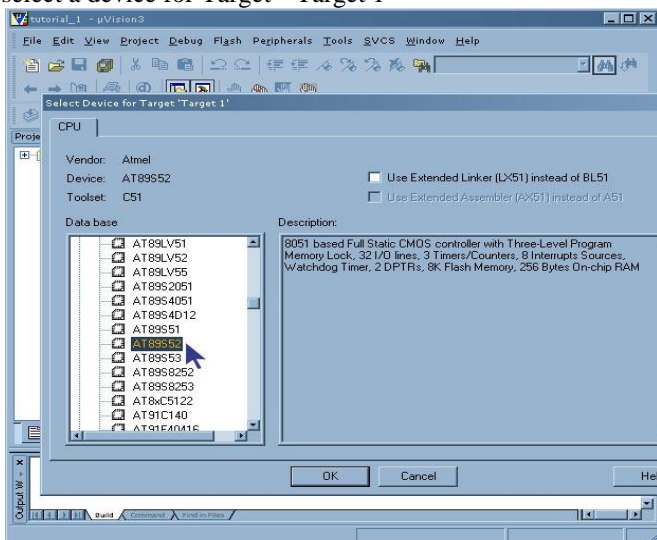 select a device for Target
tutorial_1 - µVision3
File Edit View Project Debug Flash Peripherals Tools SVCS Window Help
Select Device for Target 'Target 1'
CPU
Proje
Vendor: Atmel
Device: AT89S52
Toolset: C51
Use Extended Linker (LX51) instead of BL51
Use Extended Assembler (AX51) instead of A51
Data base
Description:
AT89LV51
AT89LV52
AT89LV55
AT89S2051
AT89S4051
AT89S4D12
AT89S51
AT89S52
AT89S53
AT89S8252
AT89S8253
AT8xC5122
AT91C140
AT91F40416
8051 based Full Static CMOS controller with Three-Level Program
Memory Lock, 32 I/O lines, 3 Timers/Counters, 8 Interrupts Sources,
Watchdog Timer, 2 DPTRs, 8K Flash Memory, 256 Bytes On-chip RAM
OK Cancel Hel
Output W
Build Command Find in Files